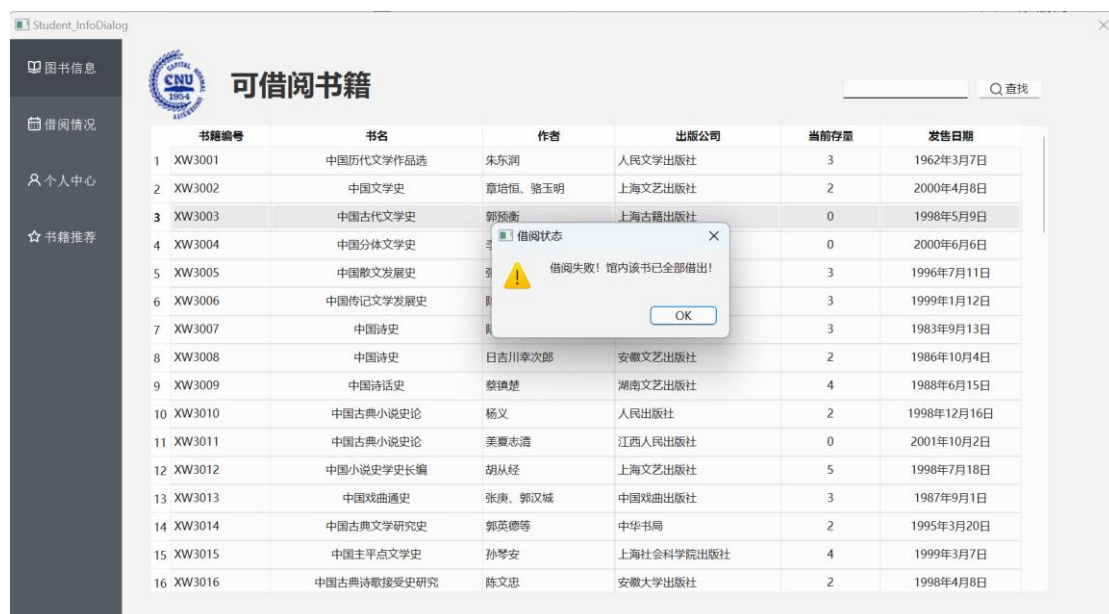 Student_InfoDialog
图书信息
借阅情况
个人中心
书籍推荐
CAPITAL NORMAL
CNU
1954
可借阅书籍
查找
书籍编号 书名 作者 出版公司 当前存量 发售日期
1 XW3001 中国历代文学作品选 朱东润 人民文学出版社 3 1962年3月7日
2 XW3002 中国文学史 章培恒、骆玉明 上海文艺出版社 2 2000年4月8日
3 XW3003 中国古代文学史 郭预衡 上海古籍出版社 0 1998年5月9日
4 XW3004 中国分体文学史 0 2000年6月6日
5 XW3005 中国散文发展史 3 1996年7月11日
6 XW3006 中国传记文学发展史 3 1999年1月12日
7 XW3007 中国诗史 3 1983年9月13日
8 XW3008 中国诗史 日吉川幸次郎 安徽文艺出版社 2 1986年10月4日
9 XW3009 中国诗话史 蔡镇楚 湖南文艺出版社 4 1988年6月15日
10 XW3010 中国古典小说史论 杨义 人民出版社 2 1998年12月16日
11 XW3011 中国古典小说史论 美夏志清 江西人民出版社 0 2001年10月2日
12 XW3012 中国小说史学史长编 胡从经 上海文艺出版社 5 1998年7月18日
13 XW3013 中国戏曲通史 张庚、郭汉城 中国戏曲出版社 3 1987年9月1日
14 XW3014 中国古典文学研究史 郭英德等 中华书局 2 1995年3月20日
15 XW3015 中国主平点文学史 孙琴安 上海社会科学院出版社 4 1999年3月7日
16 XW3016 中国古典诗歌接受史研究 陈文忠 安徽大学出版社 2 1998年4月8日
借阅状态
借阅失败！馆内该书已全部借出！
OK